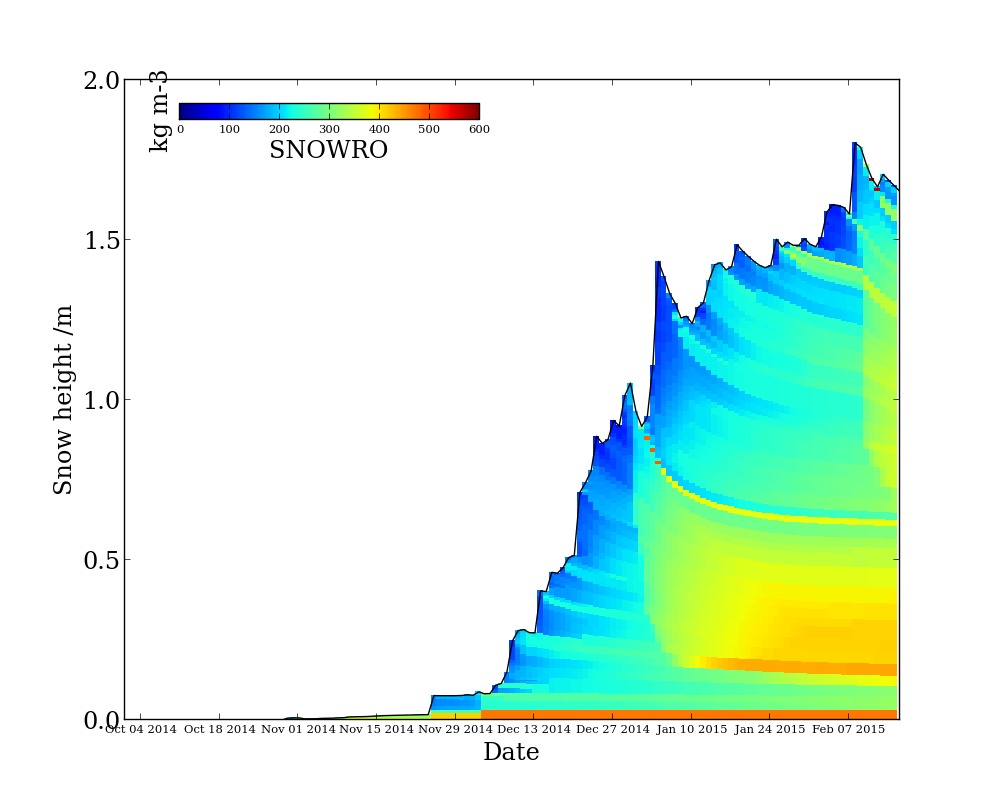 2.0
kg m-3
0 100 200 300 400 500 600
SNOWRO
1.5
Snow height /m
1.0
0.5
0.0
Oct 04 2014 Oct 18 2014 Nov 01 2014 Nov 15 2014 Nov 29 2014 Dec 13 2014 Dec 27 2014 Jan 10 2015 Jan 24 2015 Feb 07 2015
Date